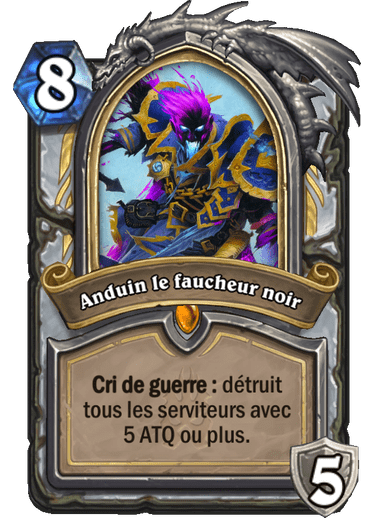 8
Anduin le faucheur noir
Cri de guerre : détruit
tous les serviteurs avec
5 ATQ ou plus.
5